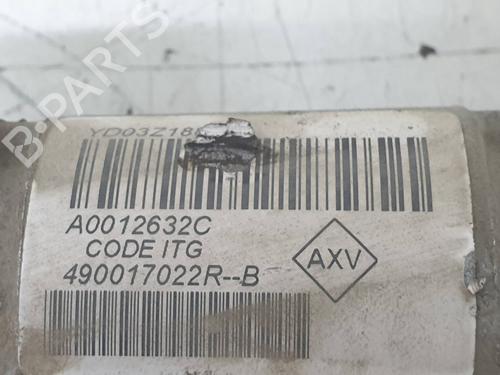 B-PARTS
YD03Z18
A0012632C
CODE ITG
490017022R--B
AXV